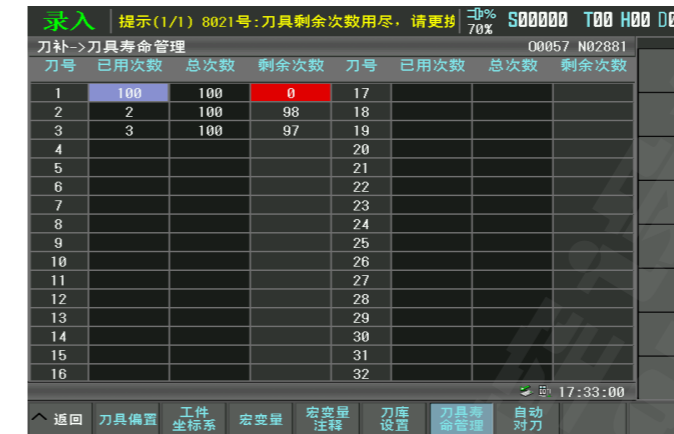 录入 提示(1/1) 8021号:刀具剩余次数用尽，请更换 % 70% S00000 T00 H00 D0
刀补->刀具寿命管理 O0057 N02881
刀号 已用次数 总次数 剩余次数 刀号 已用次数 总次数 剩余次数
1 100 100 0 17
2 2 100 98 18
3 3 100 97 19
4 20
5 21
6 22
7 23
8 24
9 25
10 26
11 27
12 28
13 29
14 30
15 31
16 32
17:33:00
返回 刀具偏置 工件坐标系 宏变量 宏变量注释 刀库设置 刀具寿命管理 自动对刀